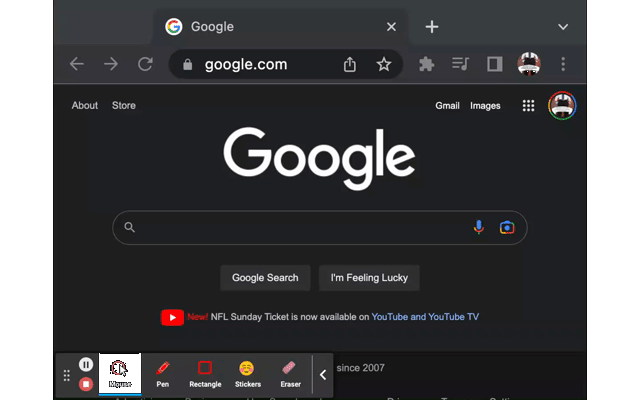 Google
google.com
About Store Gmail Images
Google
Google Search I'm Feeling Lucky
New! NFL Sunday Ticket is now available on YouTube and YouTube TV
since 2007
Mouse Pen Rectangle Stickers Eraser